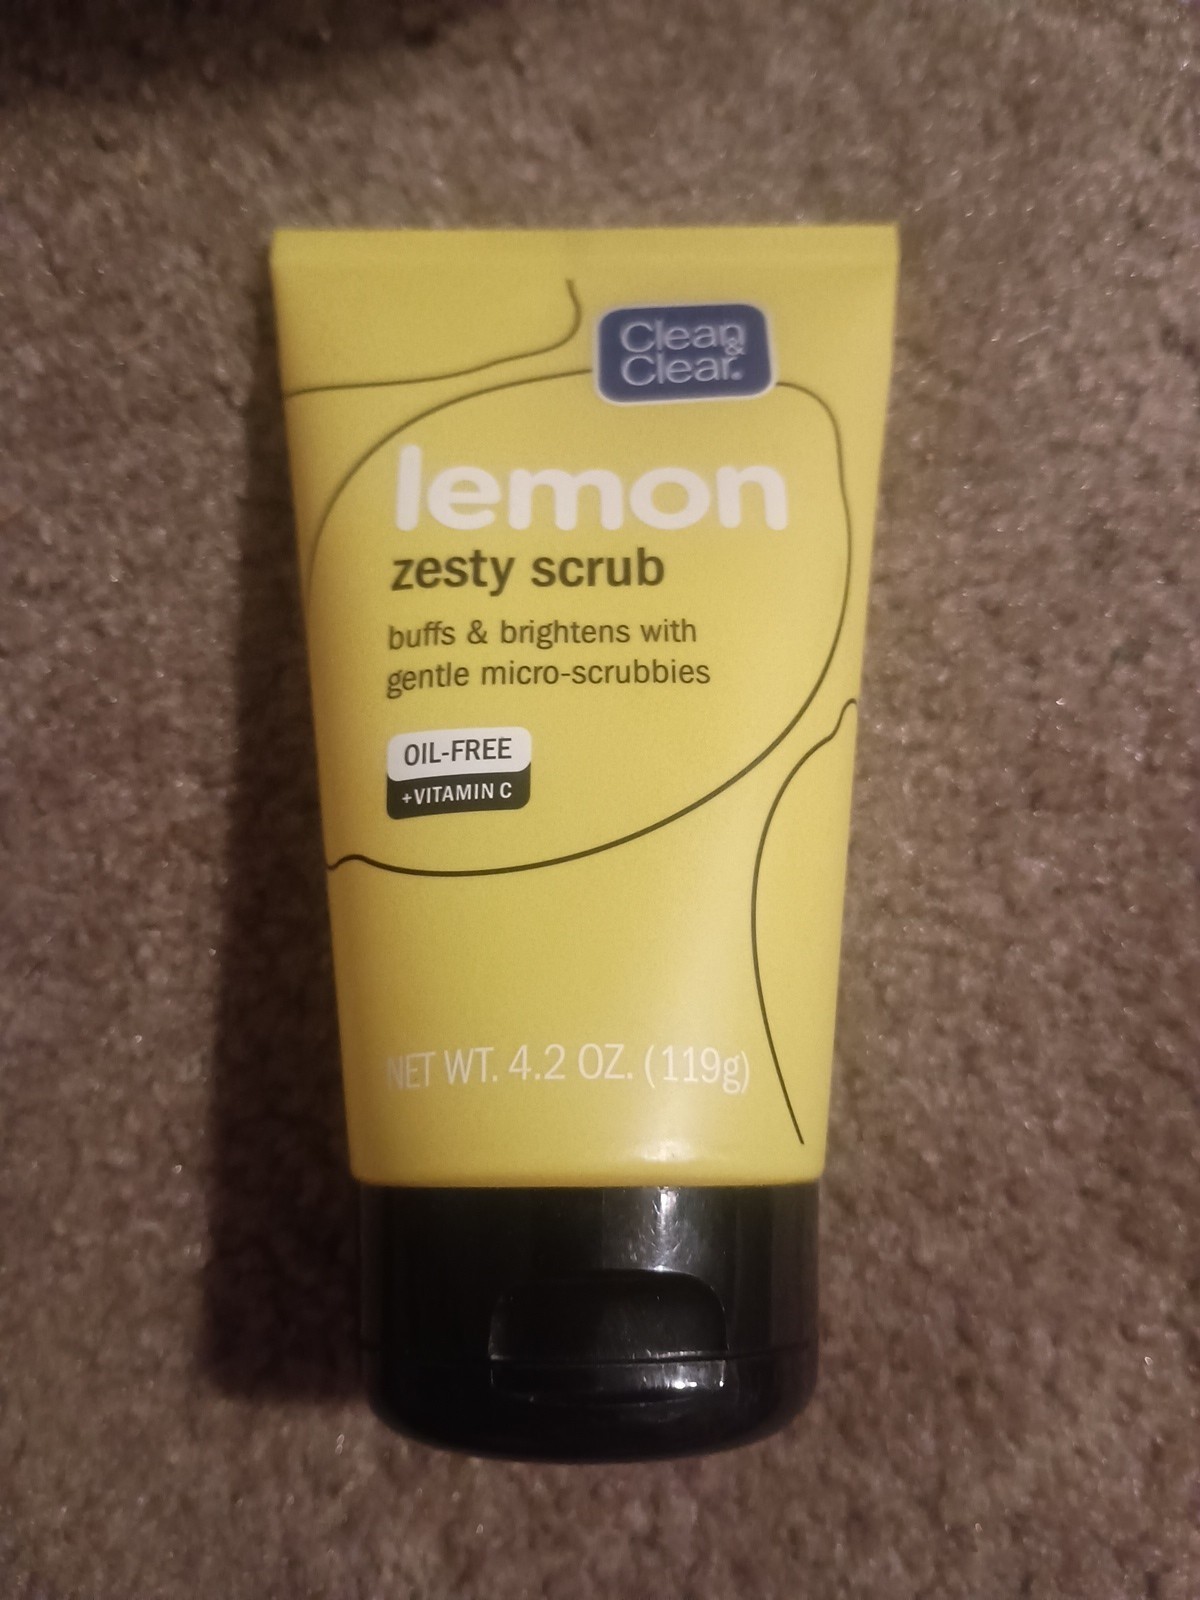 Clean
&
Clear®
lemon
zesty scrub
buffs & brightens with
gentle micro-scrubbies
OIL-FREE
+VITAMIN C
NET WT. 4.2 OZ. (119g)